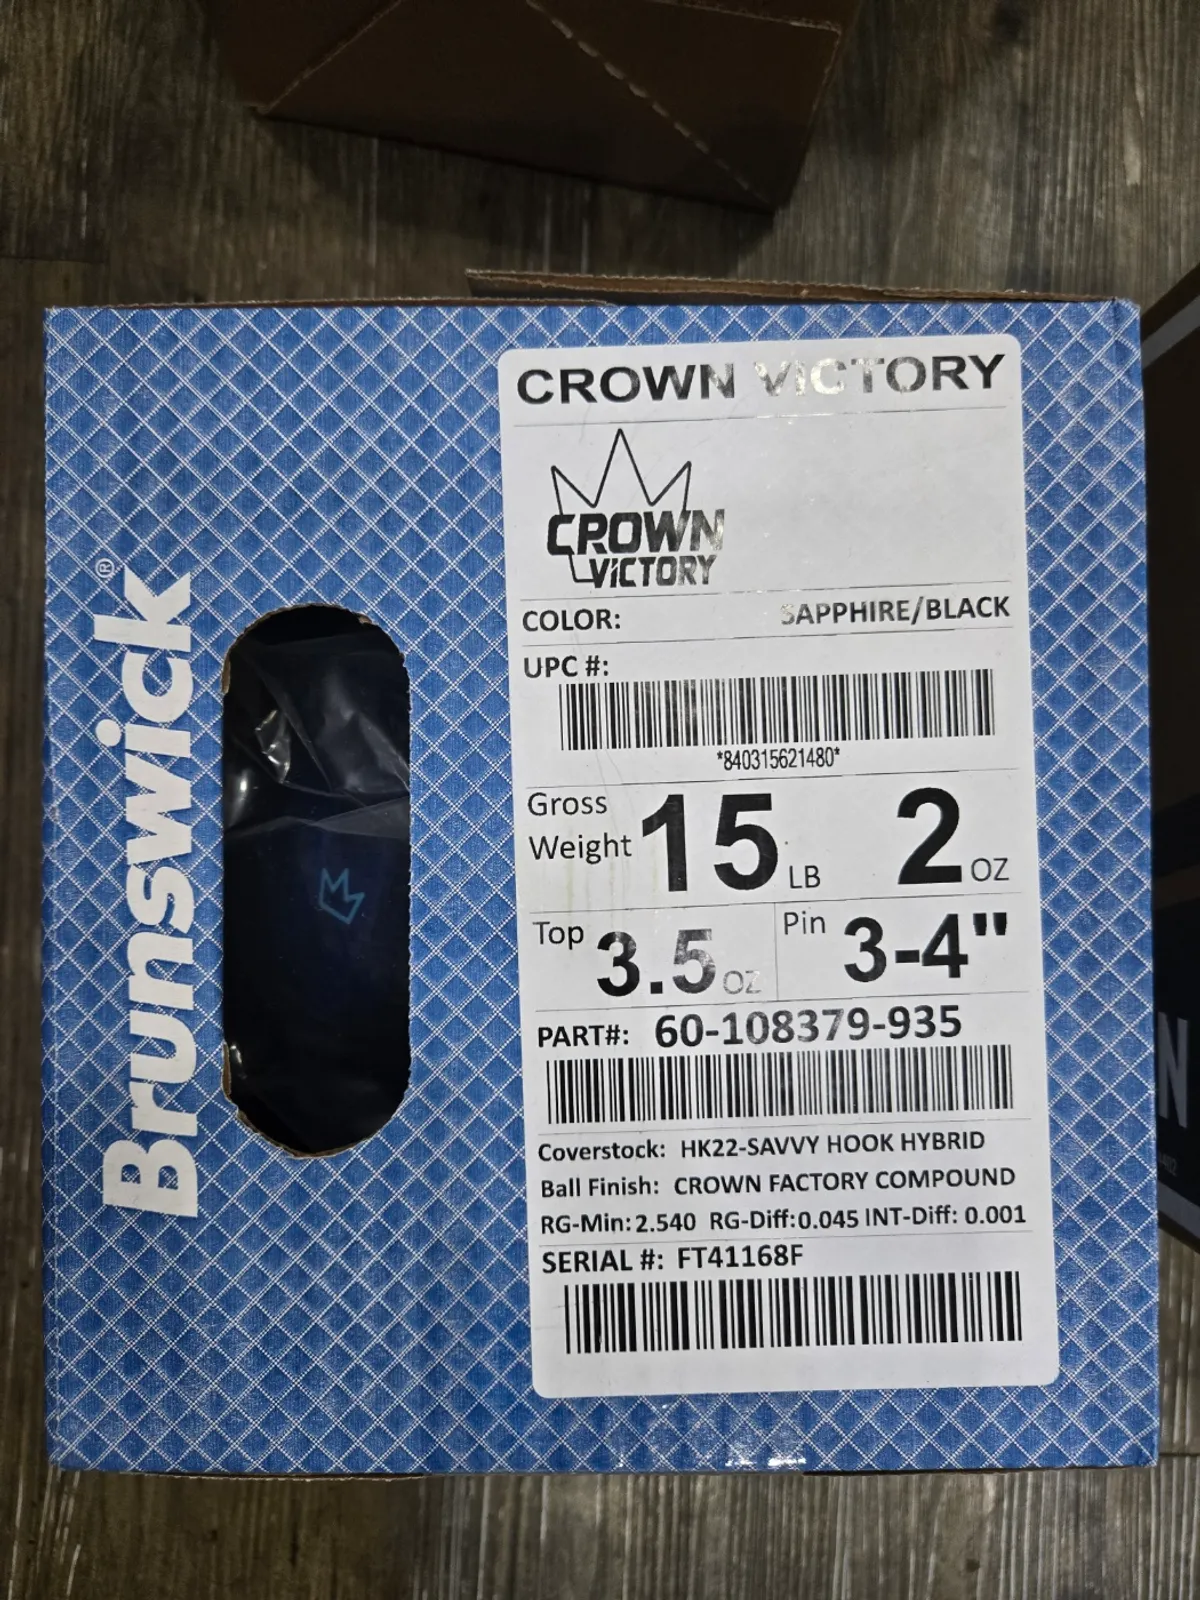 Brunswick®
CROWN VICTORY
CROWN
VICTORY
COLOR: SAPPHIRE/BLACK
UPC #:
*840315621480*
Gross
Weight 15 LB 2 OZ
Top 3.5 OZ Pin 3-4"
PART#: 60-108379-935
Coverstock: HK22-SAVVY HOOK HYBRID
Ball Finish: CROWN FACTORY COMPOUND
RG-Min: 2.540 RG-Diff:0.045 INT-Diff: 0.001
SERIAL #: FT41168F